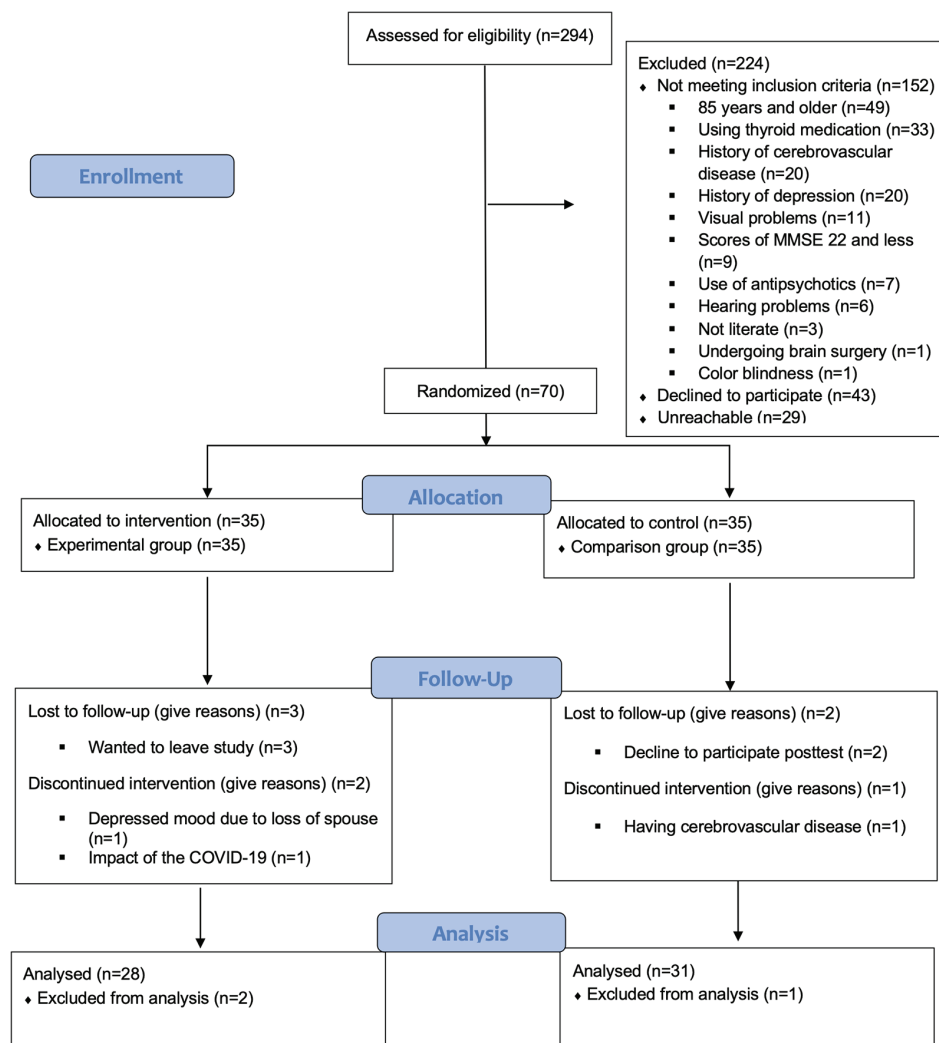 Assessed for eligibility (n=294)
Excluded (n=224)
♦ Not meeting inclusion criteria (n=152)
▪ 85 years and older (n=49)
▪ Using thyroid medication (n=33)
▪ History of cerebrovascular
disease (n=20)
▪ History of depression (n=20)
▪ Visual problems (n=11)
▪ Scores of MMSE 22 and less
(n=9)
▪ Use of antipsychotics (n=7)
▪ Hearing problems (n=6)
▪ Not literate (n=3)
▪ Undergoing brain surgery (n=1)
▪ Color blindness (n=1)
♦ Declined to participate (n=43)
♦ Unreachable (n=29)
Enrollment
Randomized (n=70)
Allocation
Allocated to intervention (n=35)
♦ Experimental group (n=35)
Allocated to control (n=35)
♦ Comparison group (n=35)
Follow-Up
Lost to follow-up (give reasons) (n=3)
▪ Wanted to leave study (n=3)
Discontinued intervention (give reasons) (n=2)
▪ Depressed mood due to loss of spouse
(n=1)
▪ Impact of the COVID-19 (n=1)
Lost to follow-up (give reasons) (n=2)
▪ Decline to participate posttest (n=2)
Discontinued intervention (give reasons) (n=1)
▪ Having cerebrovascular disease (n=1)
Analysis
Analysed (n=28)
♦ Excluded from analysis (n=2)
Analysed (n=31)
♦ Excluded from analysis (n=1)